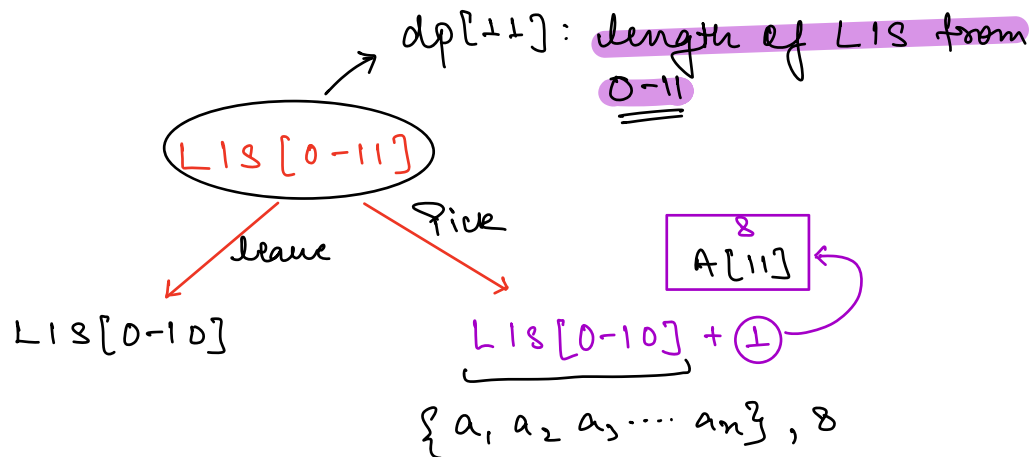 dp[11]: length of LIS from
0-11
LIS[0-11]
leave
Pick
8
A[11]
LIS[0-10]
LIS[0-10] + 1
{a₁ a₂ a₃ ..... aₙ}, 8